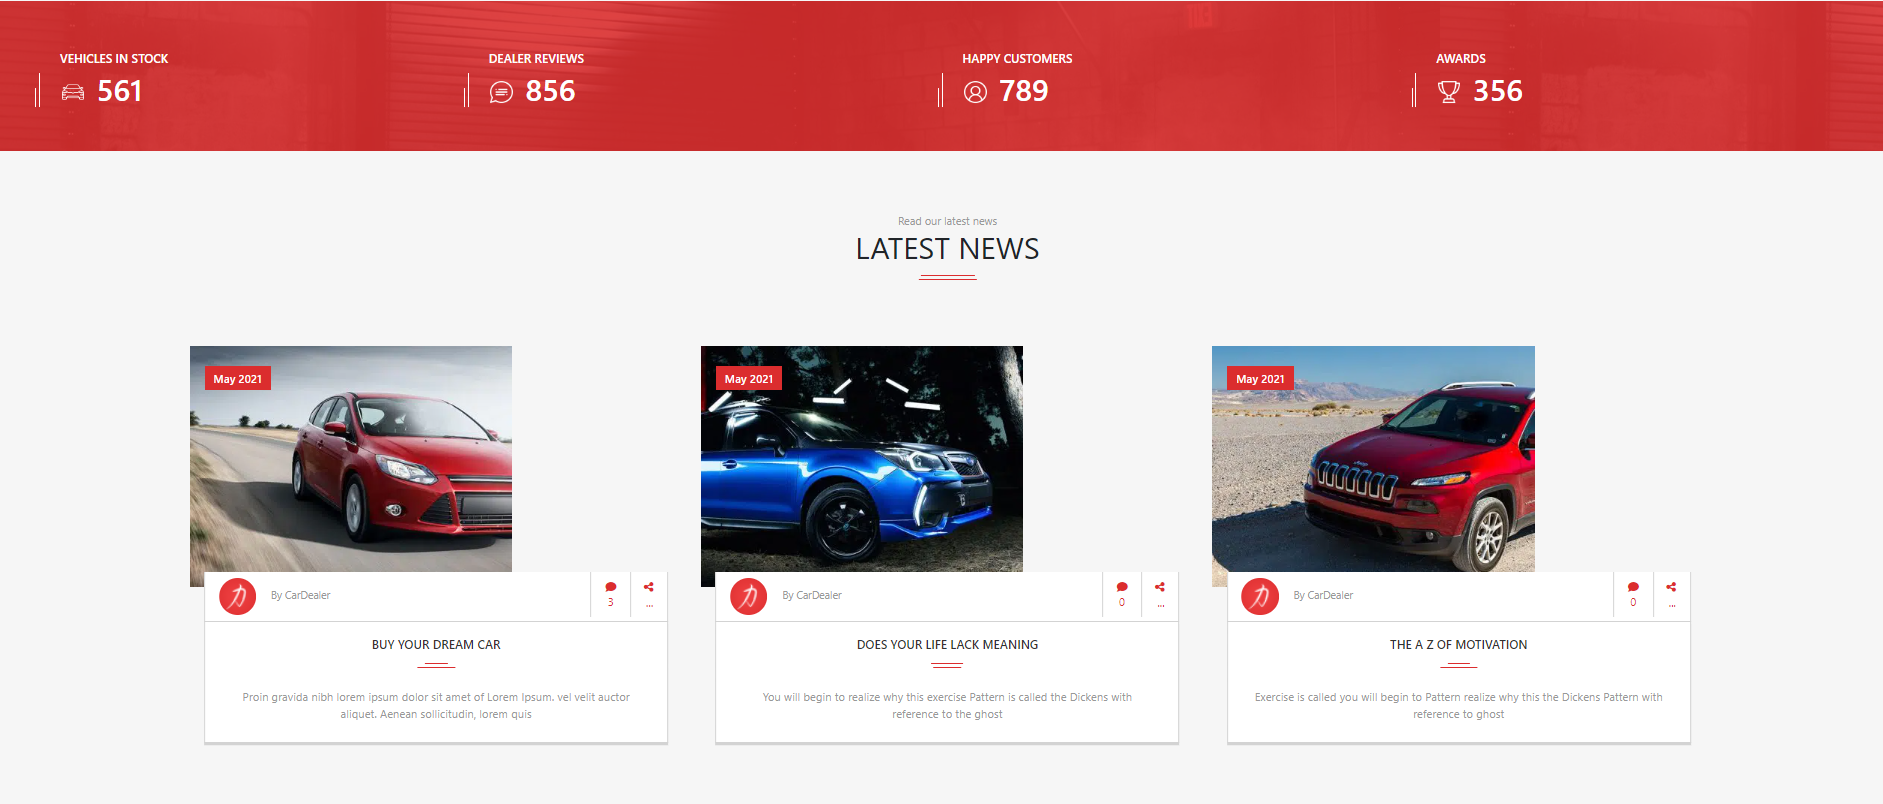 VEHICLES IN STOCK
561
DEALER REVIEWS
856
HAPPY CUSTOMERS
789
AWARDS
356
Read our latest news
LATEST NEWS
May 2021
By CarDealer
3
...
BUY YOUR DREAM CAR
Proin gravida nibh lorem ipsum dolor sit amet of Lorem Ipsum. vel velit auctor
aliquet. Aenean sollicitudin, lorem quis
May 2021
By CarDealer
0
...
DOES YOUR LIFE LACK MEANING
You will begin to realize why this exercise Pattern is called the Dickens with
reference to the ghost
May 2021
Jeep
By CarDealer
0
...
THE A Z OF MOTIVATION
Exercise is called you will begin to Pattern realize why this the Dickens Pattern with
reference to ghost